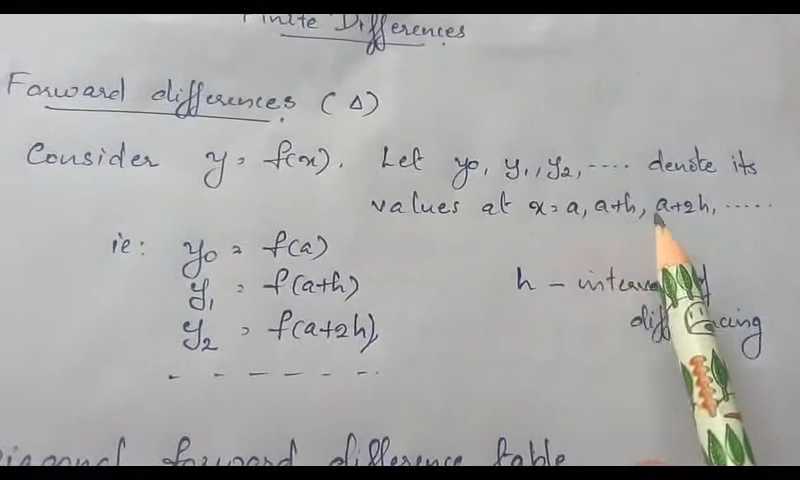 Finite Differences
Forward differences (Δ)
Consider y = f(x). Let y0, y1, y2, .... denote its
values at x = a, a+h, a+2h, .....
ie: y0 = f(a)
y1 = f(a+h)
h - interval of
y2 = f(a+2h),
differencing
- - - - - -
Diagonal forward difference table